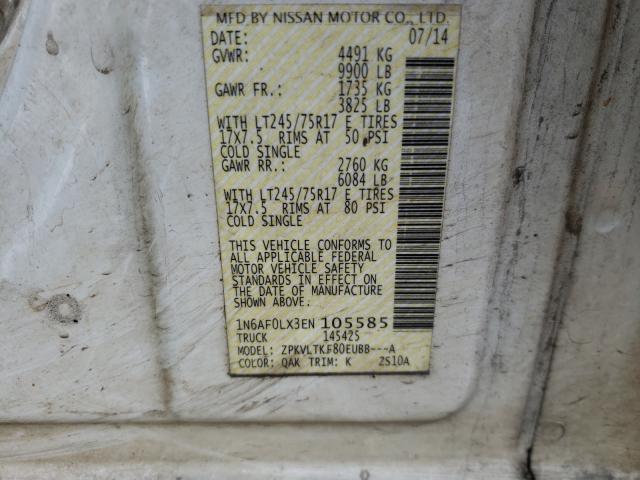 MFD BY NISSAN MOTOR CO., LTD.
DATE: 07/14
GVWR: 4491 KG
9900 LB
GAWR FR.: 1735 KG
3825 LB
WITH LT245/75R17 E TIRES
17X7.5 RIMS AT 50 PSI
COLD SINGLE
GAWR RR.: 2760 KG
6084 LB
WITH LT245/75R17 E TIRES
17X7.5 RIMS AT 80 PSI
COLD SINGLE
THIS VEHICLE CONFORMS TO
ALL APPLICABLE FEDERAL
MOTOR VEHICLE SAFETY
STANDARDS IN EFFECT ON
THE DATE OF MANUFACTURE
SHOWN ABOVE.
1N6AF0LX3EN 105585
TRUCK 145425
MODEL: ZPKVLTKF80EUBB---A
COLOR: QAK TRIM: K ZS10A